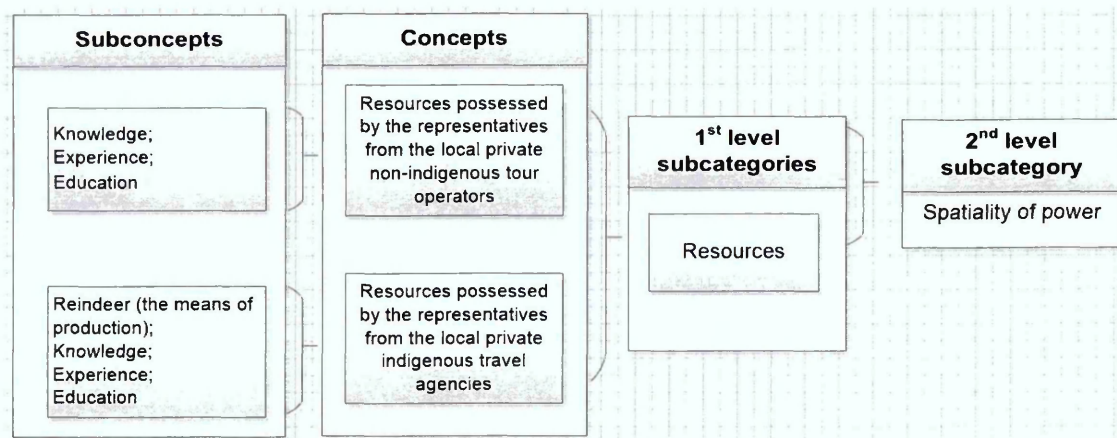 Subconcepts
Knowledge;
Experience;
Education
Reindeer (the means of
production);
Knowledge;
Experience;
Education
Concepts
Resources possessed
by the representatives
from the local private
non-indigenous tour
operators
Resources possessed
by the representatives
from the local private
indigenous travel
agencies
1st level
subcategories
Resources
2nd level
subcategory
Spatiality of power